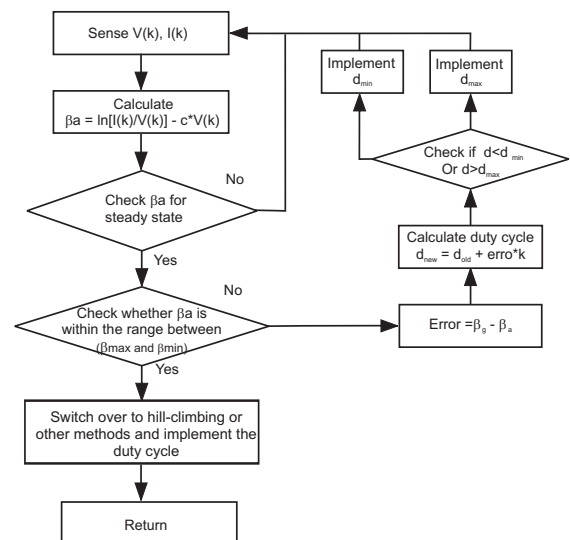 Sense V(k), I(k)
Calculate
βa = ln[I(k)/V(k)] - c*V(k)
Check βa for
steady state
No
Yes
Check whether βa is
within the range between
(βmax and βmin)
No
Yes
Switch over to hill-climbing or
other methods and implement the
duty cycle
Return
Error =βg - βa
Calculate duty cycle
dnew = dold + erro*k
Check if d<d min
Or d>dmax
Implement
dmin
Implement
dmax